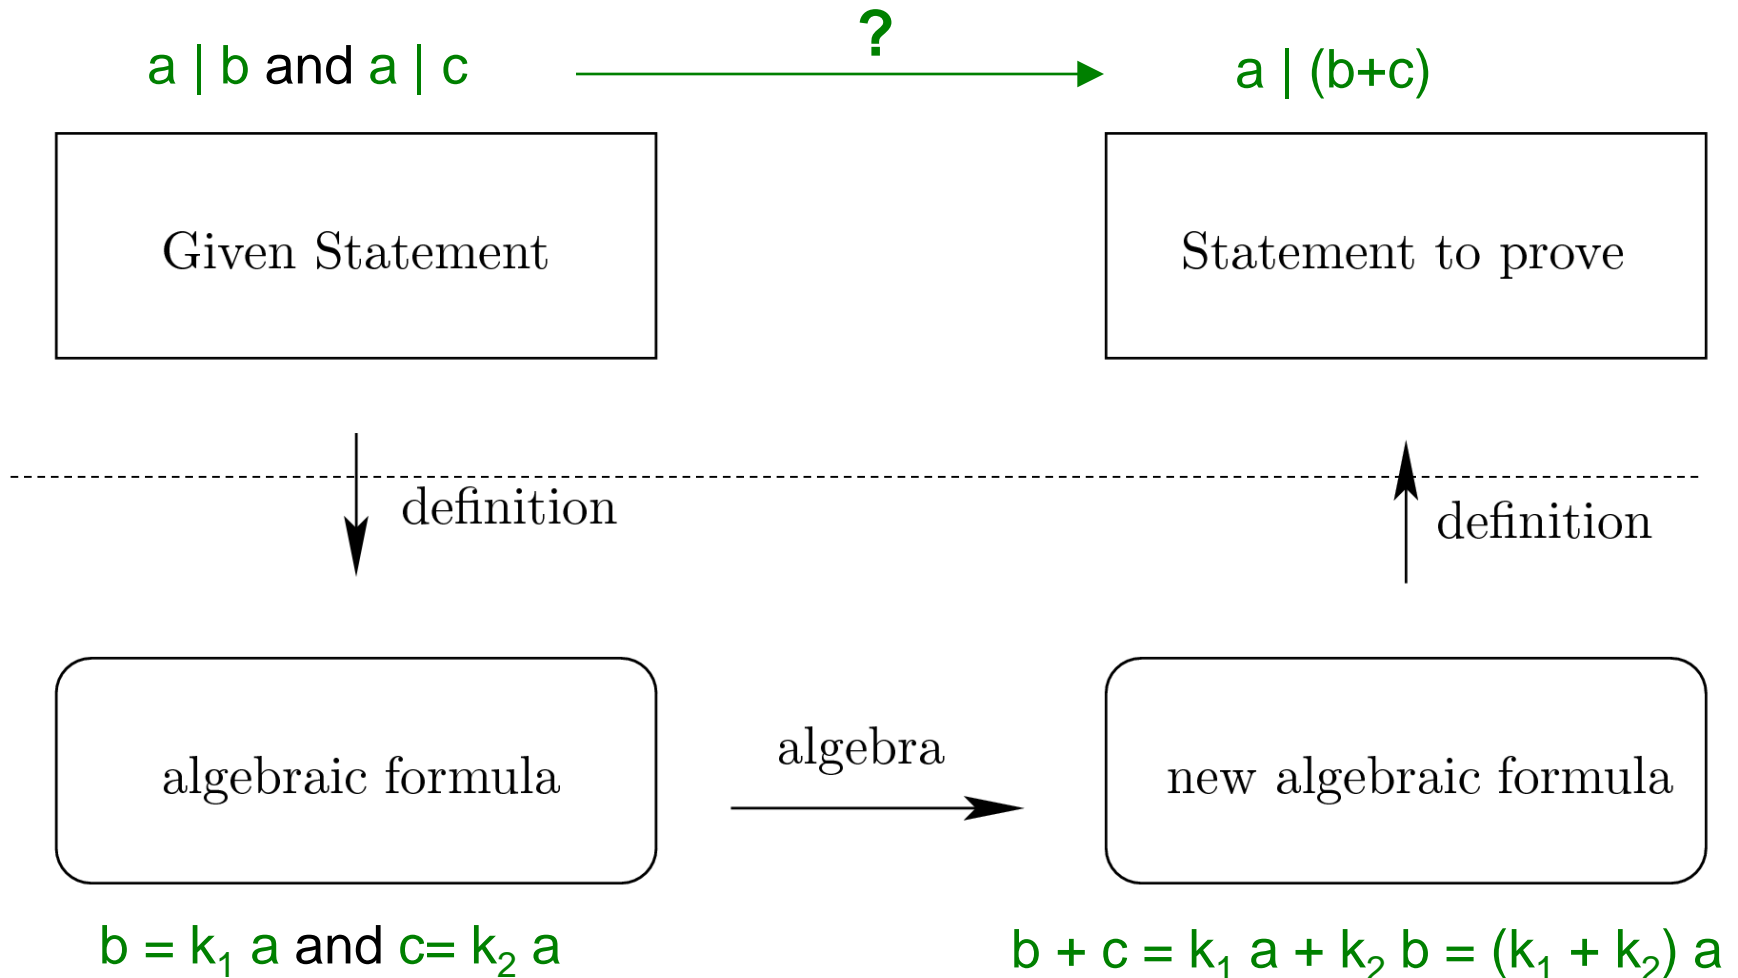 ?
a | b and a | c
a | (b+c)
Given Statement
Statement to prove
definition
definition
algebra
algebraic formula
new algebraic formula
b = k₁ a and c= k₂ a
b + c = k₁ a + k₂ b = (k₁ + k₂) a